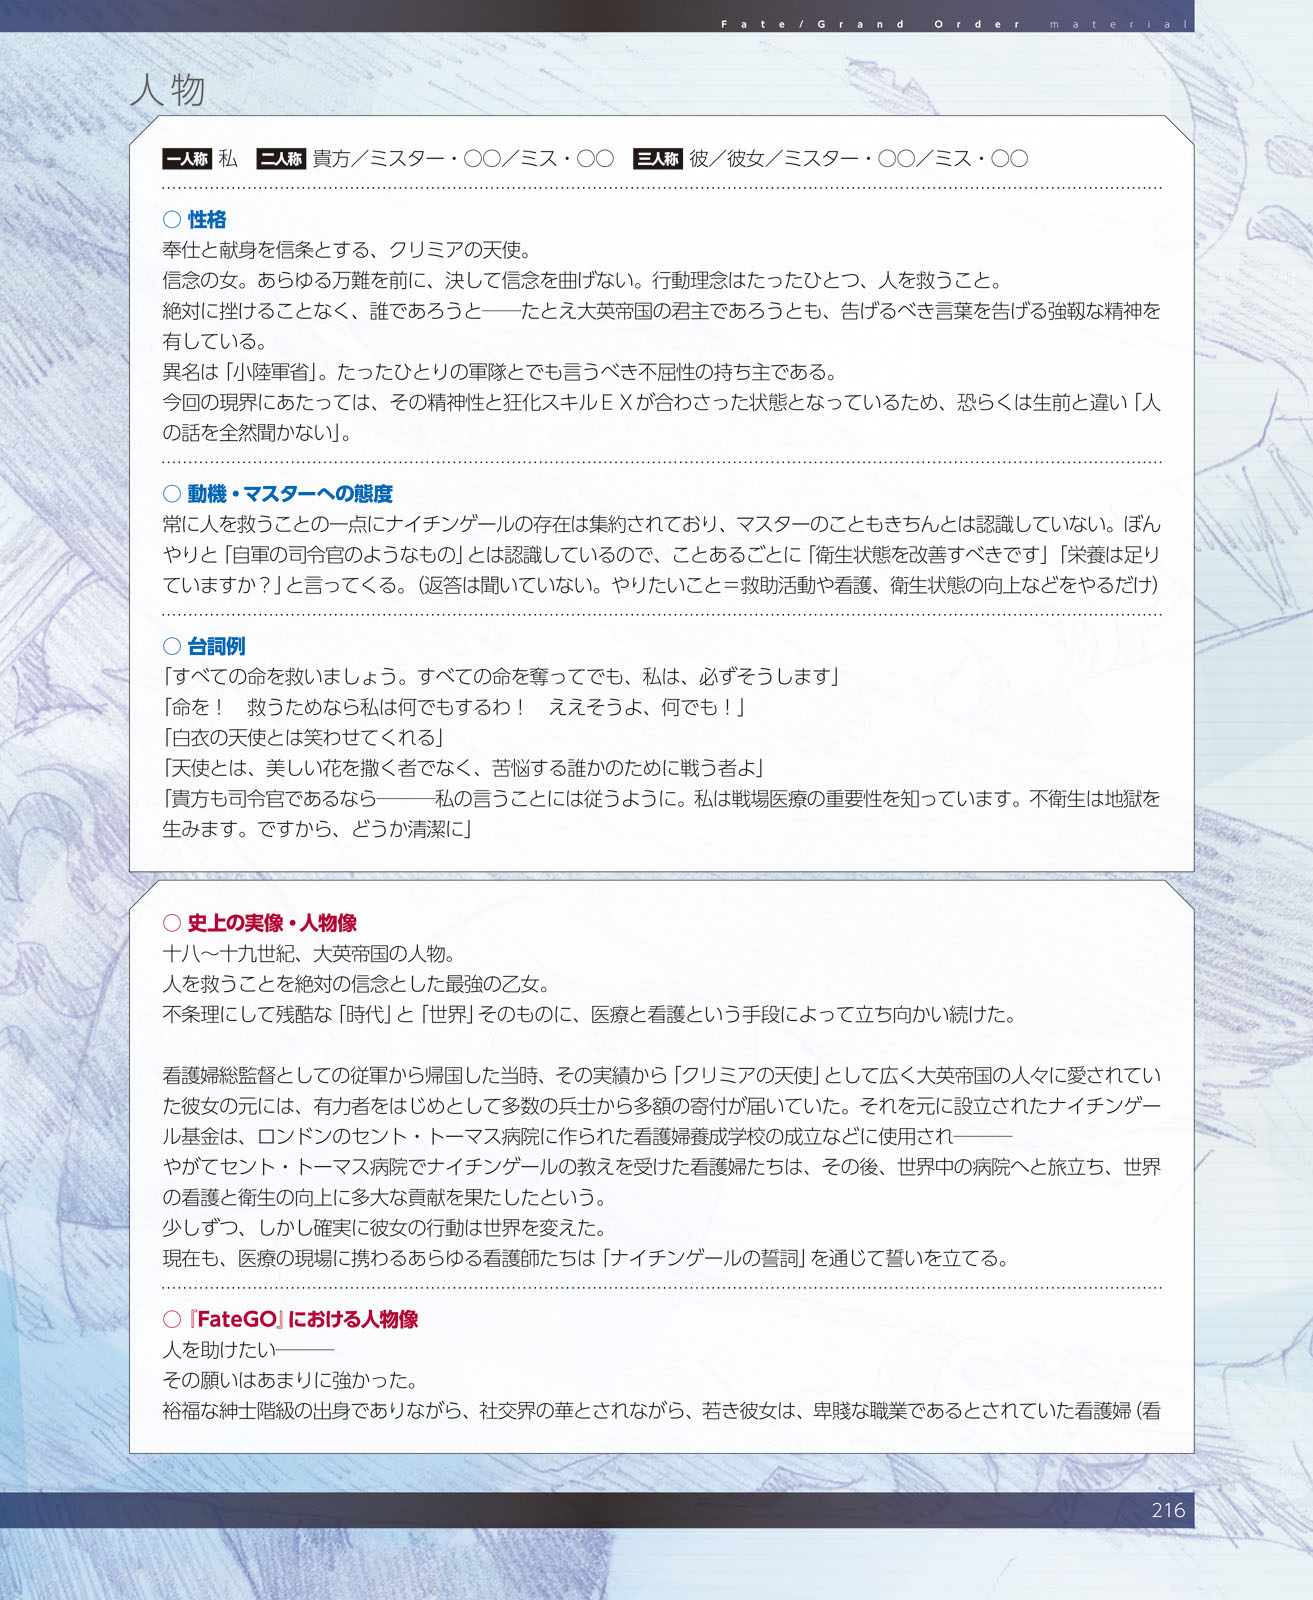 Fate/Grand Order material
人物
一人称 私 二人称 貴方／ミスター・○○／ミス・○○ 三人称 彼／彼女／ミスター・○○／ミス・○○
○ 性格
奉仕と献身を信条とする、クリミアの天使。
信念の女。あらゆる万難を前に、決して信念を曲げない。行動理念はたったひとつ、人を救うこと。
絶対に挫けることなく、誰であろうと――たとえ大英帝国の君主であろうとも、告げるべき言葉を告げる強靱な精神を
有している。
異名は「小陸軍省」。たったひとりの軍隊とでも言うべき不屈性の持ち主である。
今回の現界にあたっては、その精神性と狂化スキルＥＸが合わさった状態となっているため、恐らくは生前と違い「人
の話を全然聞かない」。
○ 動機・マスターへの態度
常に人を救うことの一点にナイチンゲールの存在は集約されており、マスターのこともきちんとは認識していない。ぼん
やりと「自軍の司令官のようなもの」とは認識しているので、ことあるごとに「衛生状態を改善すべきです」「栄養は足り
ていますか？」と言ってくる。（返答は聞いていない。やりたいこと＝救助活動や看護、衛生状態の向上などをやるだけ）
○ 台詞例
「すべての命を救いましょう。すべての命を奪ってでも、私は、必ずそうします」
「命を！　救うためなら私は何でもするわ！　ええそうよ、何でも！」
「白衣の天使とは笑わせてくれる」
「天使とは、美しい花を撒く者でなく、苦悩する誰かのために戦う者よ」
「貴方も司令官であるなら―――私の言うことには従うように。私は戦場医療の重要性を知っています。不衛生は地獄を
生みます。ですから、どうか清潔に」
○ 史上の実像・人物像
十八～十九世紀、大英帝国の人物。
人を救うことを絶対の信念とした最強の乙女。
不条理にして残酷な「時代」と「世界」そのものに、医療と看護という手段によって立ち向かい続けた。
看護婦総監督としての従軍から帰国した当時、その実績から「クリミアの天使」として広く大英帝国の人々に愛されてい
た彼女の元には、有力者をはじめとして多数の兵士から多額の寄付が届いていた。それを元に設立されたナイチンゲー
ル基金は、ロンドンのセント・トーマス病院に作られた看護婦養成学校の成立などに使用され―――
やがてセント・トーマス病院でナイチンゲールの教えを受けた看護婦たちは、その後、世界中の病院へと旅立ち、世界
の看護と衛生の向上に多大な貢献を果たしたという。
少しずつ、しかし確実に彼女の行動は世界を変えた。
現在も、医療の現場に携わるあらゆる看護師たちは「ナイチンゲールの誓詞」を通じて誓いを立てる。
○ 『FateGO』における人物像
人を助けたい―――
その願いはあまりに強かった。
裕福な紳士階級の出身でありながら、社交界の華とされながら、若き彼女は、卑賤な職業であるとされていた看護婦（看
216